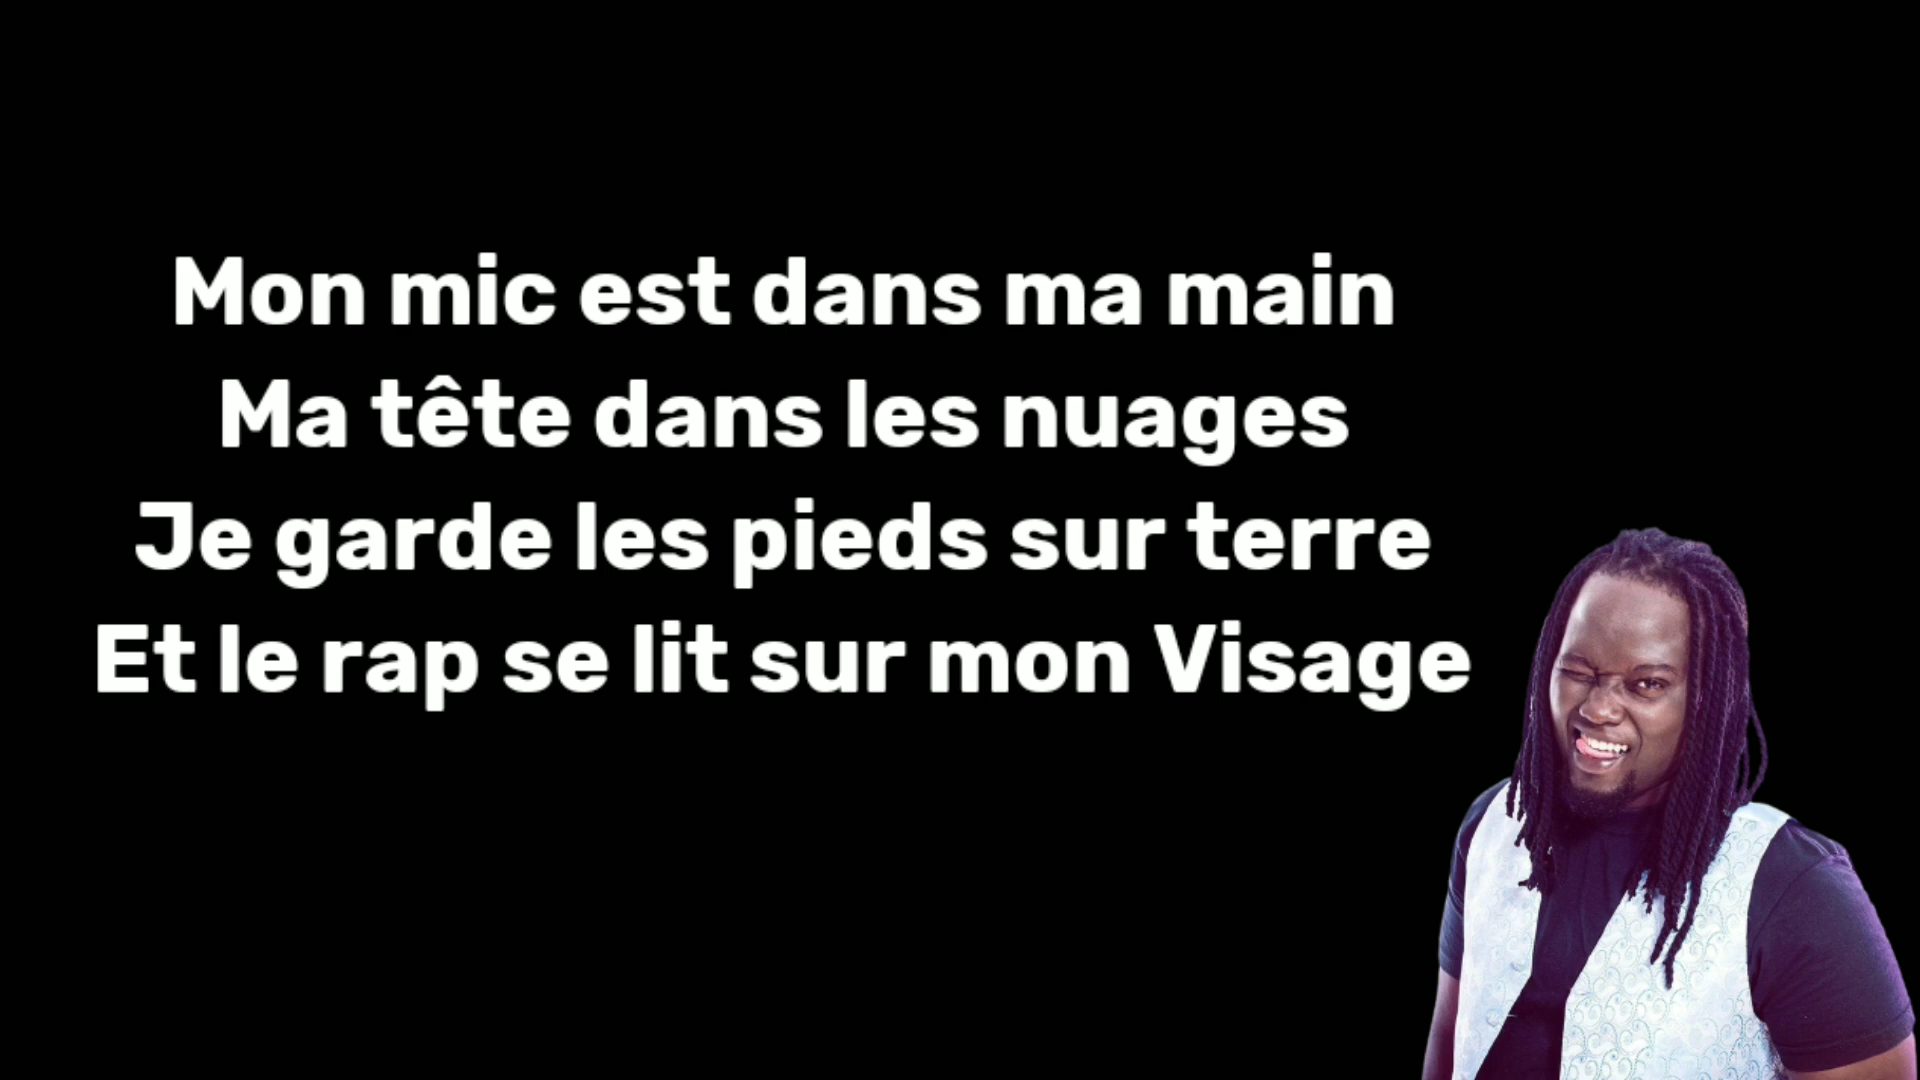 Mon mic est dans ma main
Ma tête dans les nuages
Je garde les pieds sur terre
Et le rap se lit sur mon Visage